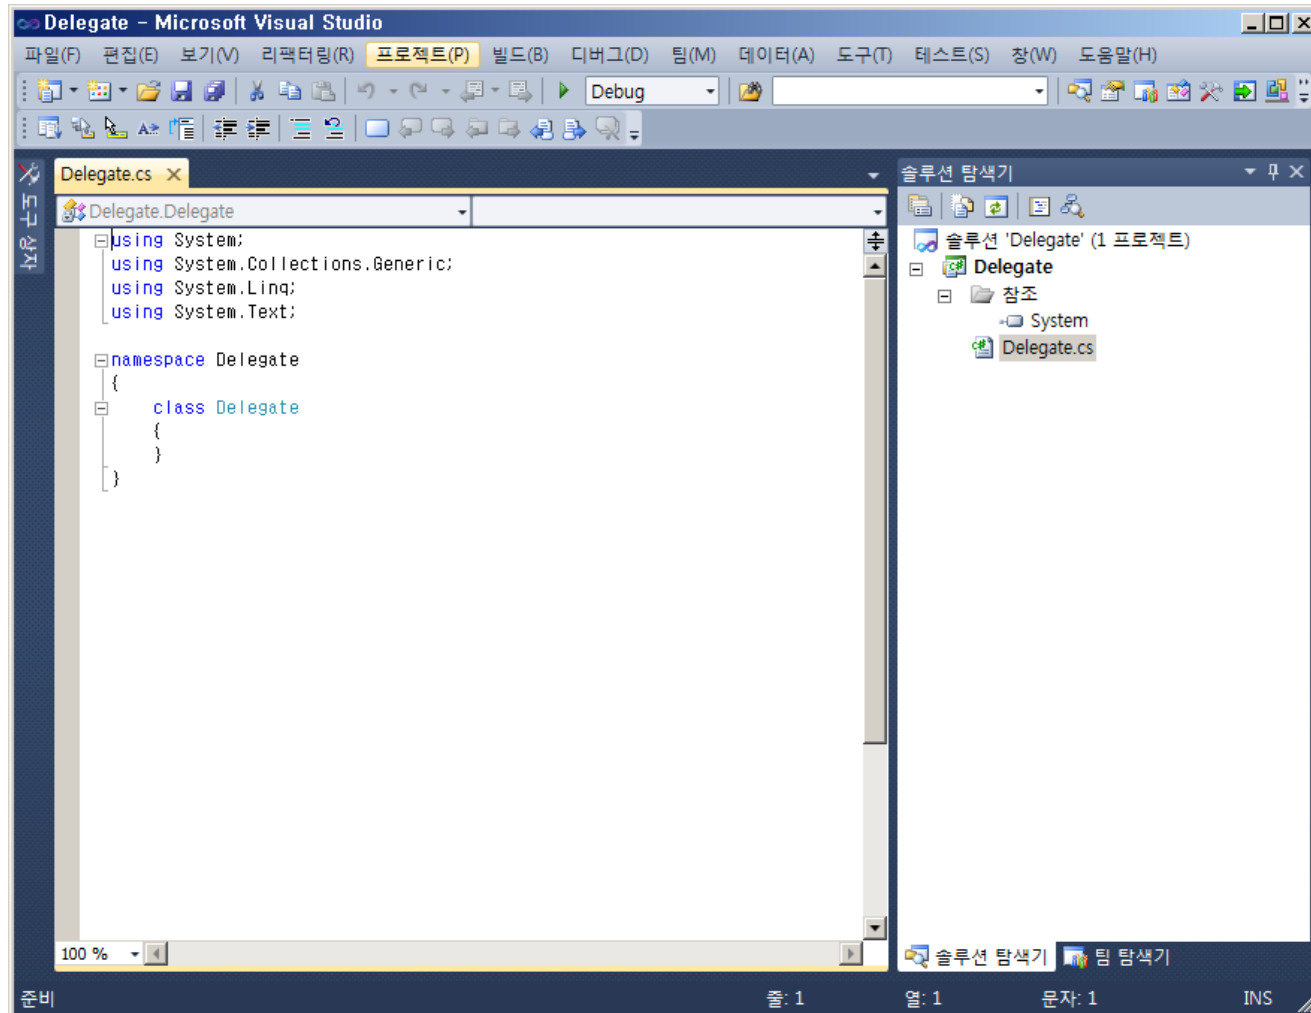 Delegate - Microsoft Visual Studio
파일(F) 편집(E) 보기(V) 리팩터링(R) 프로젝트(P) 빌드(B) 디버그(D) 팀(M) 데이터(A) 도구(T) 테스트(S) 창(W) 도움말(H)
Debug
도구 상자
Delegate.cs
Delegate.Delegate
using System;
using System.Collections.Generic;
using System.Linq;
using System.Text;
namespace Delegate
{
class Delegate
{
}
}
100 %
솔루션 탐색기
솔루션 'Delegate' (1 프로젝트)
Delegate
참조
System
Delegate.cs
솔루션 탐색기 팀 탐색기
준비 줄: 1 열: 1 문자: 1 INS